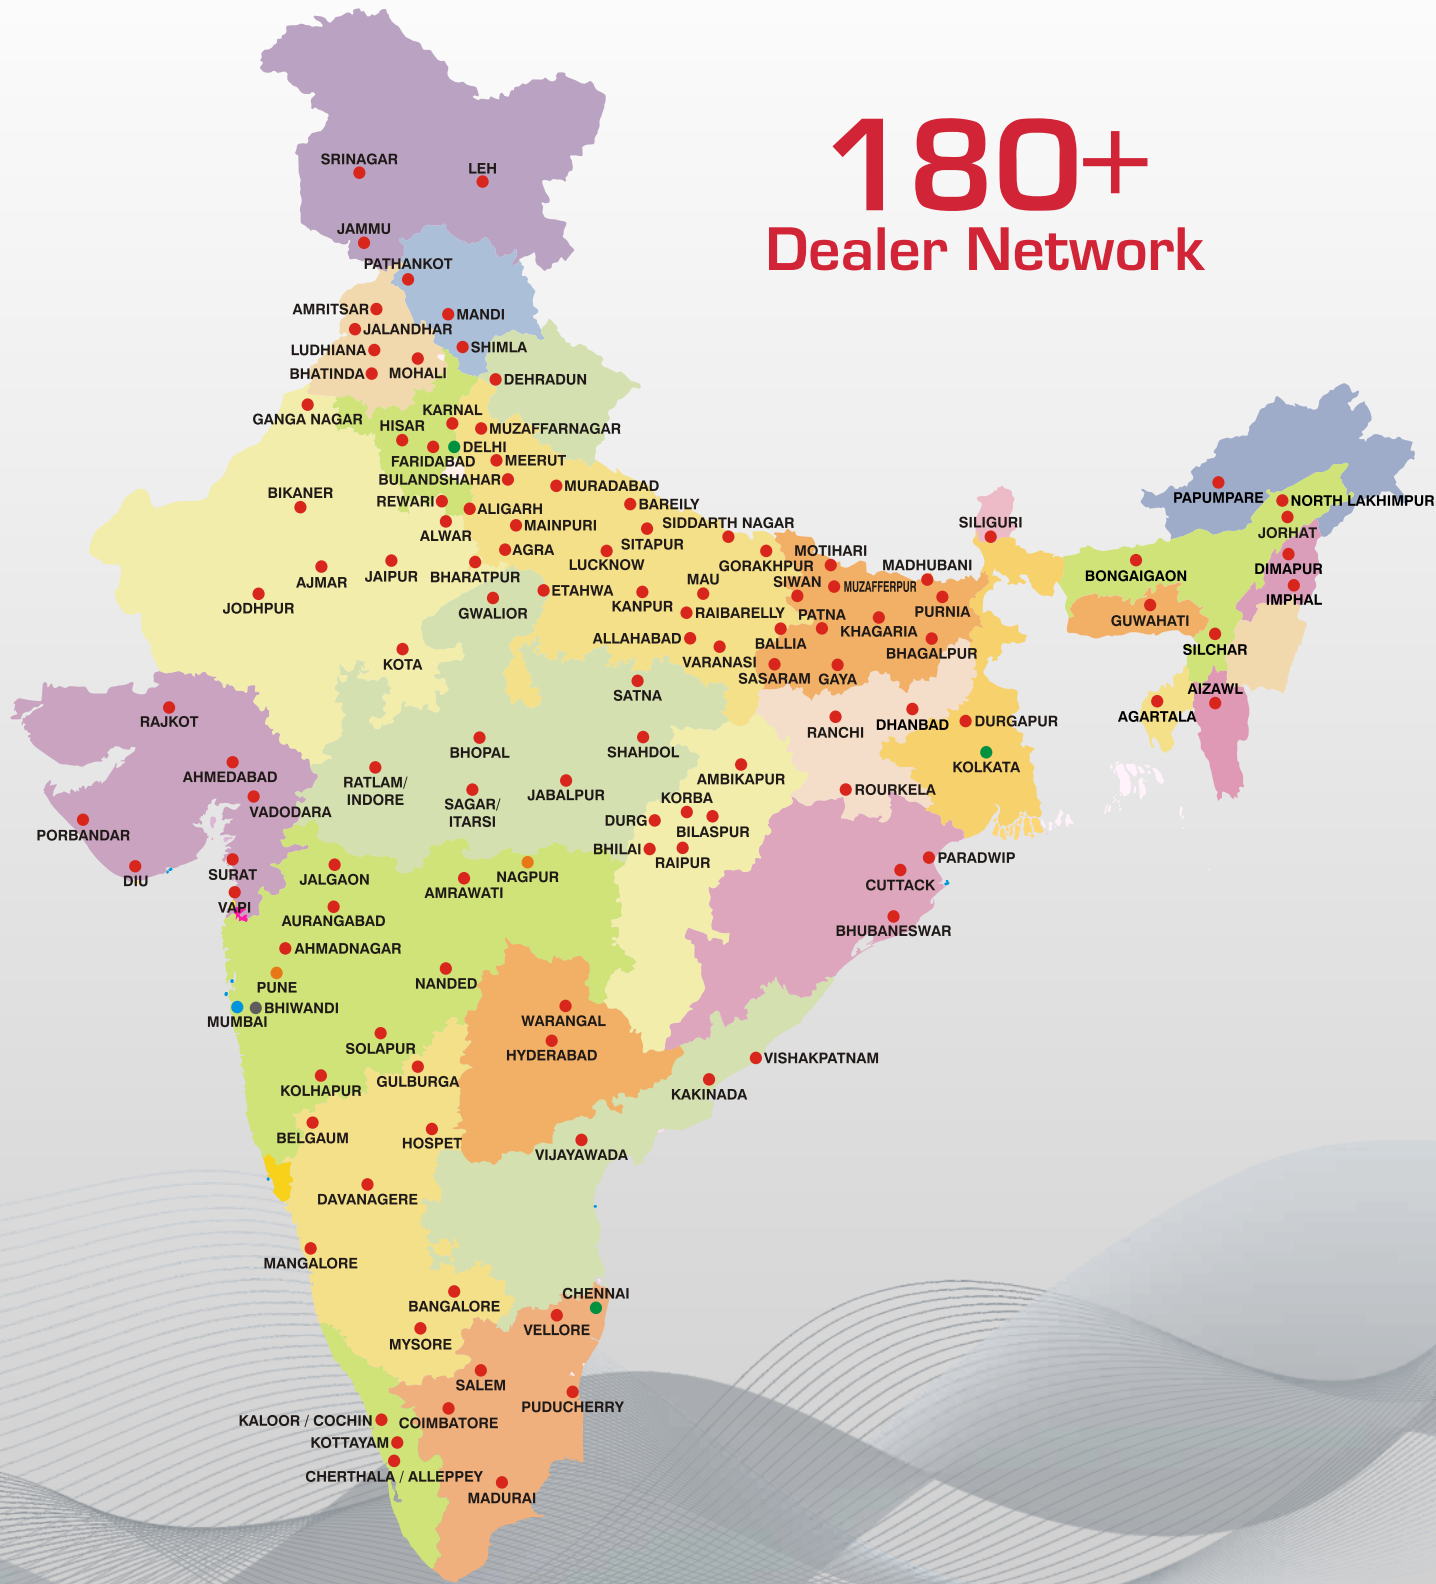 180+
Dealer Network
SRINAGAR
LEH
JAMMU
PATHANKOT
AMRITSAR
MANDI
JALANDHAR
LUDHIANA
SHIMLA
BHATINDA
MOHALI
DEHRADUN
GANGA NAGAR
KARNAL
HISAR
MUZAFFARNAGAR
DELHI
FARIDABAD
MEERUT
BULANDSHAHAR
MURADABAD
BIKANER
REWARI
ALIGARH
BAREILY
PAPUMPARE
NORTH LAKHIMPUR
ALWAR
MAINPURI
SITAPUR
SIDDARTH NAGAR
SILIGURI
JORHAT
AGRA
LUCKNOW
GORAKHPUR
MOTIHARI
MADHUBANI
DIMAPUR
AJMAR
JAIPUR
BHARATPUR
ETAHWA
MAU
SIWAN
MUZAFFERPUR
BONGAIGAON
IMPHAL
JODHPUR
GWALIOR
KANPUR
RAIBARELLY
PATNA
PURNIA
GUWAHATI
ALLAHABAD
BALLIA
KHAGARIA
BHAGALPUR
SILCHAR
KOTA
VARANASI
SASARAM
GAYA
SATNA
AIZAWL
RAJKOT
RANCHI
DHANBAD
DURGAPUR
AGARTALA
BHOPAL
SHAHDOL
KOLKATA
AHMEDABAD
RATLAM/
INDORE
SAGAR/
ITARSI
JABALPUR
AMBIKAPUR
ROURKELA
VADODARA
KORBA
PORBANDAR
DURG
BILASPUR
BHILAI
RAIPUR
PARADWIP
DIU
SURAT
JALGAON
NAGPUR
AMRAWATI
CUTTACK
VAPI
AURANGABAD
BHUBANESWAR
AHMADNAGAR
PUNE
NANDED
BHIWANDI
MUMBAI
WARANGAL
SOLAPUR
HYDERABAD
VISHAKPATNAM
GULBURGA
KOLHAPUR
KAKINADA
BELGAUM
HOSPET
VIJAYAWADA
DAVANAGERE
MANGALORE
CHENNAI
BANGALORE
VELLORE
MYSORE
SALEM
PUDUCHERRY
KALOOR / COCHIN
COIMBATORE
KOTTAYAM
CHERTHALA / ALLEPPEY
MADURAI